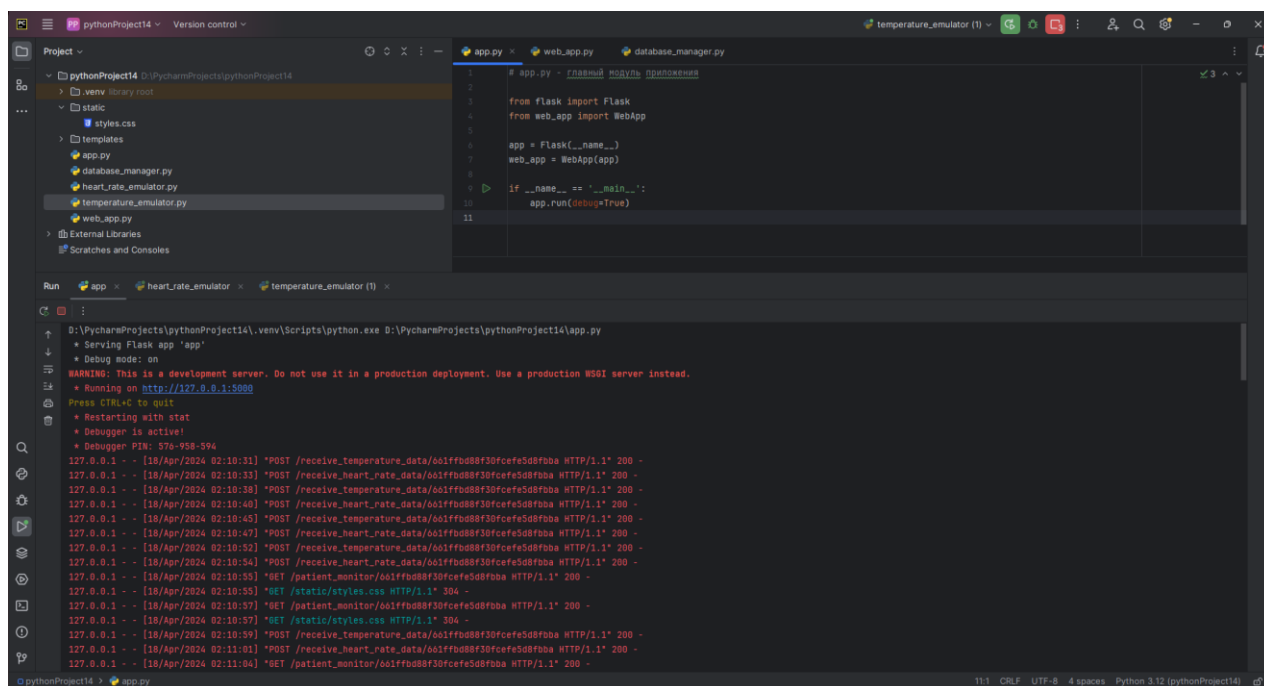 PC PP pythonProject14 Version control temperature_emulator (1)
Project
pythonProject14 D:\PycharmProjects\pythonProject14
.venv library root
static
styles.css
templates
app.py
database_manager.py
heart_rate_emulator.py
temperature_emulator.py
web_app.py
External Libraries
Scratches and Consoles
app.py web_app.py database_manager.py
1 # app.py - главный модуль приложения
2
3 from flask import Flask
4 from web_app import WebApp
5
6 app = Flask(__name__)
7 web_app = WebApp(app)
8
9 if __name__ == '__main__':
10 app.run(debug=True)
11
3
Run app heart_rate_emulator temperature_emulator (1)
D:\PycharmProjects\pythonProject14\.venv\Scripts\python.exe D:\PycharmProjects\pythonProject14\app.py
* Serving Flask app 'app'
* Debug mode: on
WARNING: This is a development server. Do not use it in a production deployment. Use a production WSGI server instead.
* Running on http://127.0.0.1:5000
Press CTRL+C to quit
* Restarting with stat
* Debugger is active!
* Debugger PIN: 576-958-594
127.0.0.1 - - [18/Apr/2024 02:10:31] "POST /receive_temperature_data/661ffbd88f30fcefe5d8fbba HTTP/1.1" 200 -
127.0.0.1 - - [18/Apr/2024 02:10:33] "POST /receive_heart_rate_data/661ffbd88f30fcefe5d8fbba HTTP/1.1" 200 -
127.0.0.1 - - [18/Apr/2024 02:10:38] "POST /receive_temperature_data/661ffbd88f30fcefe5d8fbba HTTP/1.1" 200 -
127.0.0.1 - - [18/Apr/2024 02:10:40] "POST /receive_heart_rate_data/661ffbd88f30fcefe5d8fbba HTTP/1.1" 200 -
127.0.0.1 - - [18/Apr/2024 02:10:45] "POST /receive_temperature_data/661ffbd88f30fcefe5d8fbba HTTP/1.1" 200 -
127.0.0.1 - - [18/Apr/2024 02:10:47] "POST /receive_heart_rate_data/661ffbd88f30fcefe5d8fbba HTTP/1.1" 200 -
127.0.0.1 - - [18/Apr/2024 02:10:52] "POST /receive_temperature_data/661ffbd88f30fcefe5d8fbba HTTP/1.1" 200 -
127.0.0.1 - - [18/Apr/2024 02:10:54] "POST /receive_heart_rate_data/661ffbd88f30fcefe5d8fbba HTTP/1.1" 200 -
127.0.0.1 - - [18/Apr/2024 02:10:55] "GET /patient_monitor/661ffbd88f30fcefe5d8fbba HTTP/1.1" 200 -
127.0.0.1 - - [18/Apr/2024 02:10:55] "GET /static/styles.css HTTP/1.1" 304 -
127.0.0.1 - - [18/Apr/2024 02:10:57] "GET /patient_monitor/661ffbd88f30fcefe5d8fbba HTTP/1.1" 200 -
127.0.0.1 - - [18/Apr/2024 02:10:57] "GET /static/styles.css HTTP/1.1" 304 -
127.0.0.1 - - [18/Apr/2024 02:10:59] "POST /receive_temperature_data/661ffbd88f30fcefe5d8fbba HTTP/1.1" 200 -
127.0.0.1 - - [18/Apr/2024 02:11:01] "POST /receive_heart_rate_data/661ffbd88f30fcefe5d8fbba HTTP/1.1" 200 -
127.0.0.1 - - [18/Apr/2024 02:11:04] "GET /patient_monitor/661ffbd88f30fcefe5d8fbba HTTP/1.1" 200 -
pythonProject14 > app.py 11:1 CRLF UTF-8 4 spaces Python 3.12 (pythonProject14)